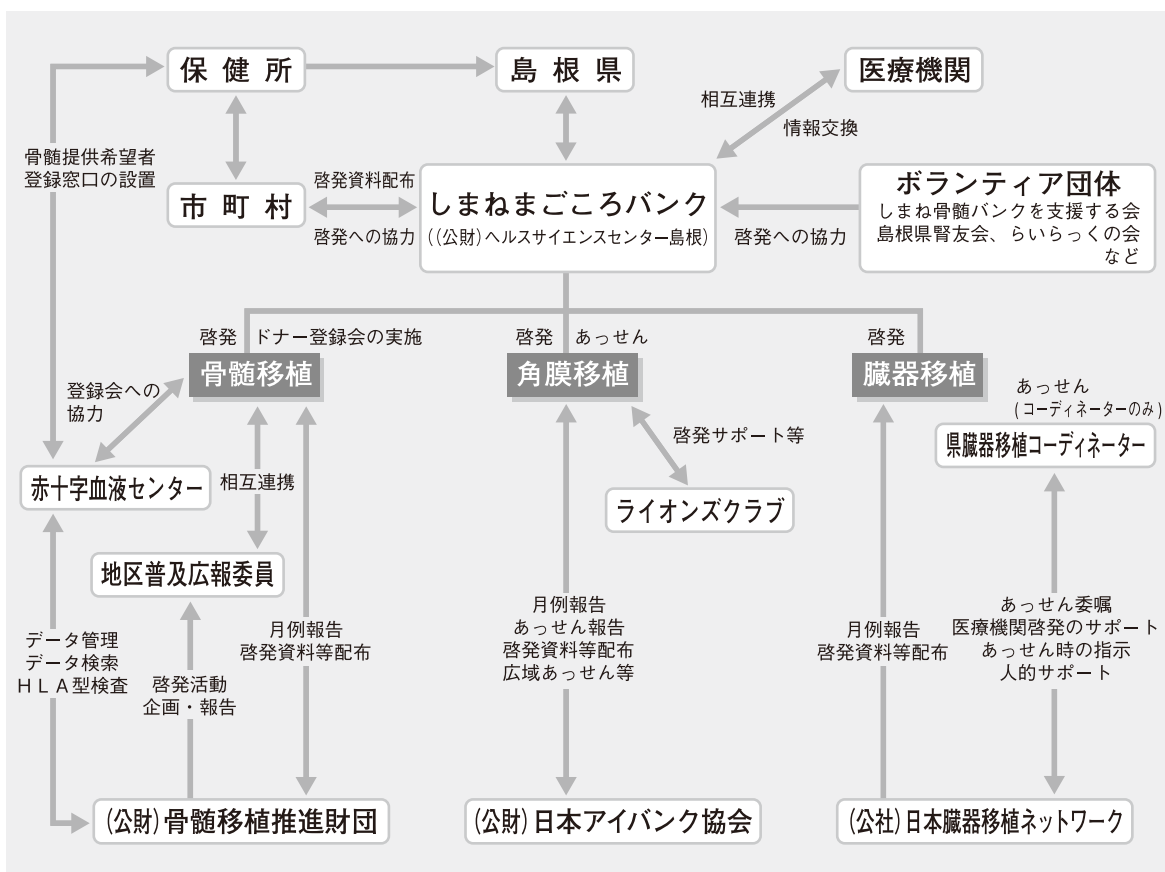 保健所
島根県
医療機関
相互連携
情報交換
骨髄提供希望者
登録窓口の設置
市町村
啓発資料配布
啓発への協力
しまねまごころバンク
((公財)ヘルスサイエンスセンター島根)
啓発への協力
ボランティア団体
しまね骨髄バンクを支援する会
島根県腎友会、らいらっくの会
など
啓発 ドナー登録会の実施
骨髄移植
啓発 あっせん
角膜移植
啓発
臓器移植
あっせん
(コーディネーターのみ)
県臓器移植コーディネーター
登録会への
協力
啓発サポート等
赤十字血液センター
相互連携
ライオンズクラブ
地区普及広報委員
データ管理
データ検索
HLA型検査
啓発活動
企画・報告
月例報告
啓発資料等配布
月例報告
あっせん報告
啓発資料等配布
広域あっせん等
月例報告
啓発資料等配布
あっせん委嘱
医療機関啓発のサポート
あっせん時の指示
人的サポート
(公財)骨髄移植推進財団
(公財)日本アイバンク協会
(公社)日本臓器移植ネットワーク